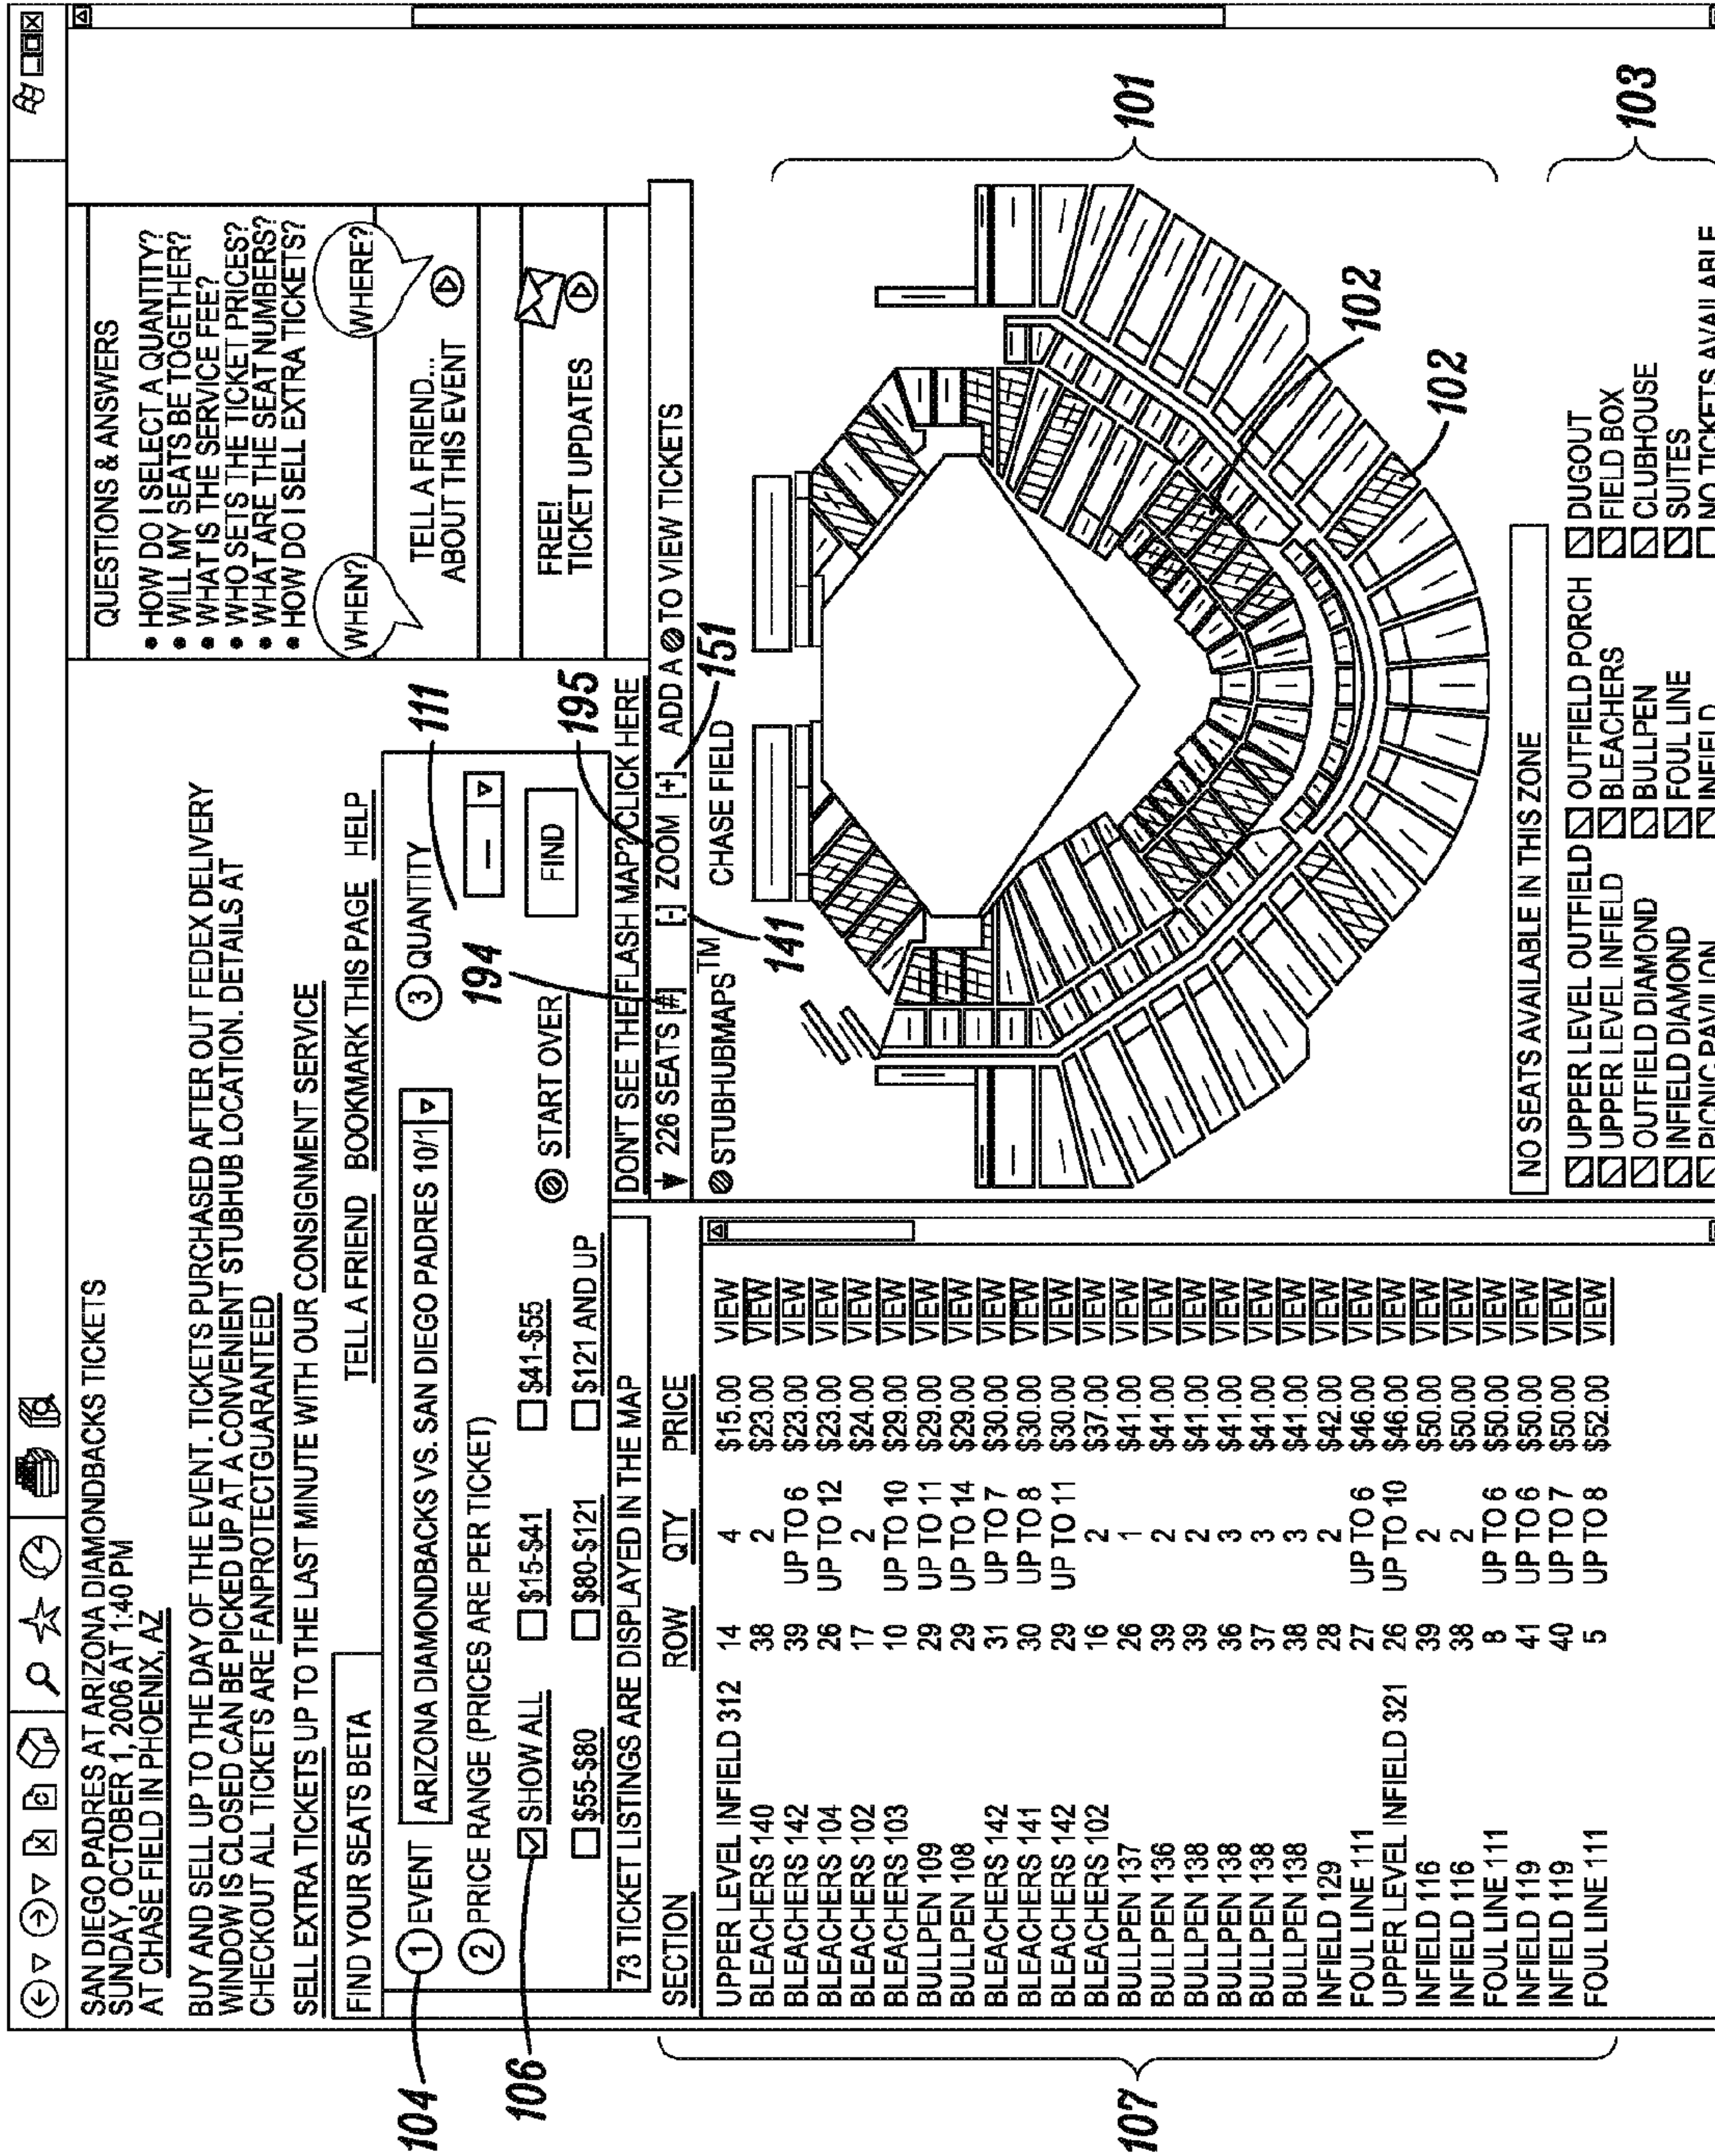 SAN DIEGO PADRES AT ARIZONA DIAMONDBACKS TICKETS
SUNDAY, OCTOBER 1, 2006 AT 1:40 PM
AT CHASE FIELD IN PHOENIX, AZ
BUY AND SELL UP TO THE DAY OF THE EVENT. TICKETS PURCHASED AFTER OUT FEDEX DELIVERY
WINDOW IS CLOSED CAN BE PICKED UP AT A CONVENIENT STUBHUB LOCATION. DETAILS AT
CHECKOUT ALL TICKETS ARE FANPROTECTGUARANTEED
SELL EXTRA TICKETS UP TO THE LAST MINUTE WITH OUR CONSIGNMENT SERVICE
TELL A FRIEND BOOKMARK THIS PAGE HELP
QUESTIONS & ANSWERS
• HOW DO I SELECT A QUANTITY?
• WILL MY SEATS BE TOGETHER?
• WHAT IS THE SERVICE FEE?
• WHO SETS THE TICKET PRICES?
• WHAT ARE THE SEAT NUMBERS?
• HOW DO I SELL EXTRA TICKETS?
WHEN? WHERE?
TELL A FRIEND...
ABOUT THIS EVENT
FREE!
TICKET UPDATES
FIND YOUR SEATS BETA
104
1 EVENT ARIZONA DIAMONDBACKS VS. SAN DIEGO PADRES 10/1
3 QUANTITY
111
—
2 PRICE RANGE (PRICES ARE PER TICKET)
194
106
SHOW ALL $15-$41 $41-$55
START OVER
FIND
195
$55-$80 $80-$121 $121 AND UP
DON'T SEE THE FLASH MAP? CLICK HERE
73 TICKET LISTINGS ARE DISPLAYED IN THE MAP
226 SEATS [#] [-] ZOOM [+] ADD A TO VIEW TICKETS
141
151
STUBHUBMAPS™ CHASE FIELD
SECTION ROW QTY PRICE
UPPER LEVEL INFIELD 312 14 4 $15.00 VIEW
BLEACHERS 140 38 2 $23.00 VIEW
BLEACHERS 142 39 UP TO 6 $23.00 VIEW
BLEACHERS 104 26 UP TO 12 $23.00 VIEW
BLEACHERS 102 17 2 $24.00 VIEW
BLEACHERS 103 10 UP TO 10 $29.00 VIEW
BULLPEN 109 29 UP TO 11 $29.00 VIEW
BULLPEN 108 29 UP TO 14 $29.00 VIEW
BLEACHERS 142 31 UP TO 7 $30.00 VIEW
BLEACHERS 141 30 UP TO 8 $30.00 VIEW
BLEACHERS 142 29 UP TO 11 $30.00 VIEW
BLEACHERS 102 16 2 $37.00 VIEW
BULLPEN 137 26 1 $41.00 VIEW
BULLPEN 136 39 2 $41.00 VIEW
BULLPEN 138 39 2 $41.00 VIEW
BULLPEN 138 36 3 $41.00 VIEW
BULLPEN 138 37 3 $41.00 VIEW
BULLPEN 138 38 3 $41.00 VIEW
INFIELD 129 28 2 $42.00 VIEW
FOUL LINE 111 27 UP TO 6 $46.00 VIEW
UPPER LEVEL INFIELD 321 26 UP TO 10 $46.00 VIEW
INFIELD 116 39 2 $50.00 VIEW
INFIELD 116 38 2 $50.00 VIEW
FOUL LINE 111 8 UP TO 6 $50.00 VIEW
INFIELD 119 41 UP TO 6 $50.00 VIEW
INFIELD 119 40 UP TO 7 $50.00 VIEW
FOUL LINE 111 5 UP TO 8 $52.00 VIEW
107
101
102
102
NO SEATS AVAILABLE IN THIS ZONE
103
UPPER LEVEL OUTFIELD OUTFIELD PORCH DUGOUT
UPPER LEVEL INFIELD BLEACHERS FIELD BOX
OUTFIELD DIAMOND BULLPEN CLUBHOUSE
INFIELD DIAMOND FOUL LINE SUITES
PICNIC PAVILION INFIELD NO TICKETS AVAILABLE